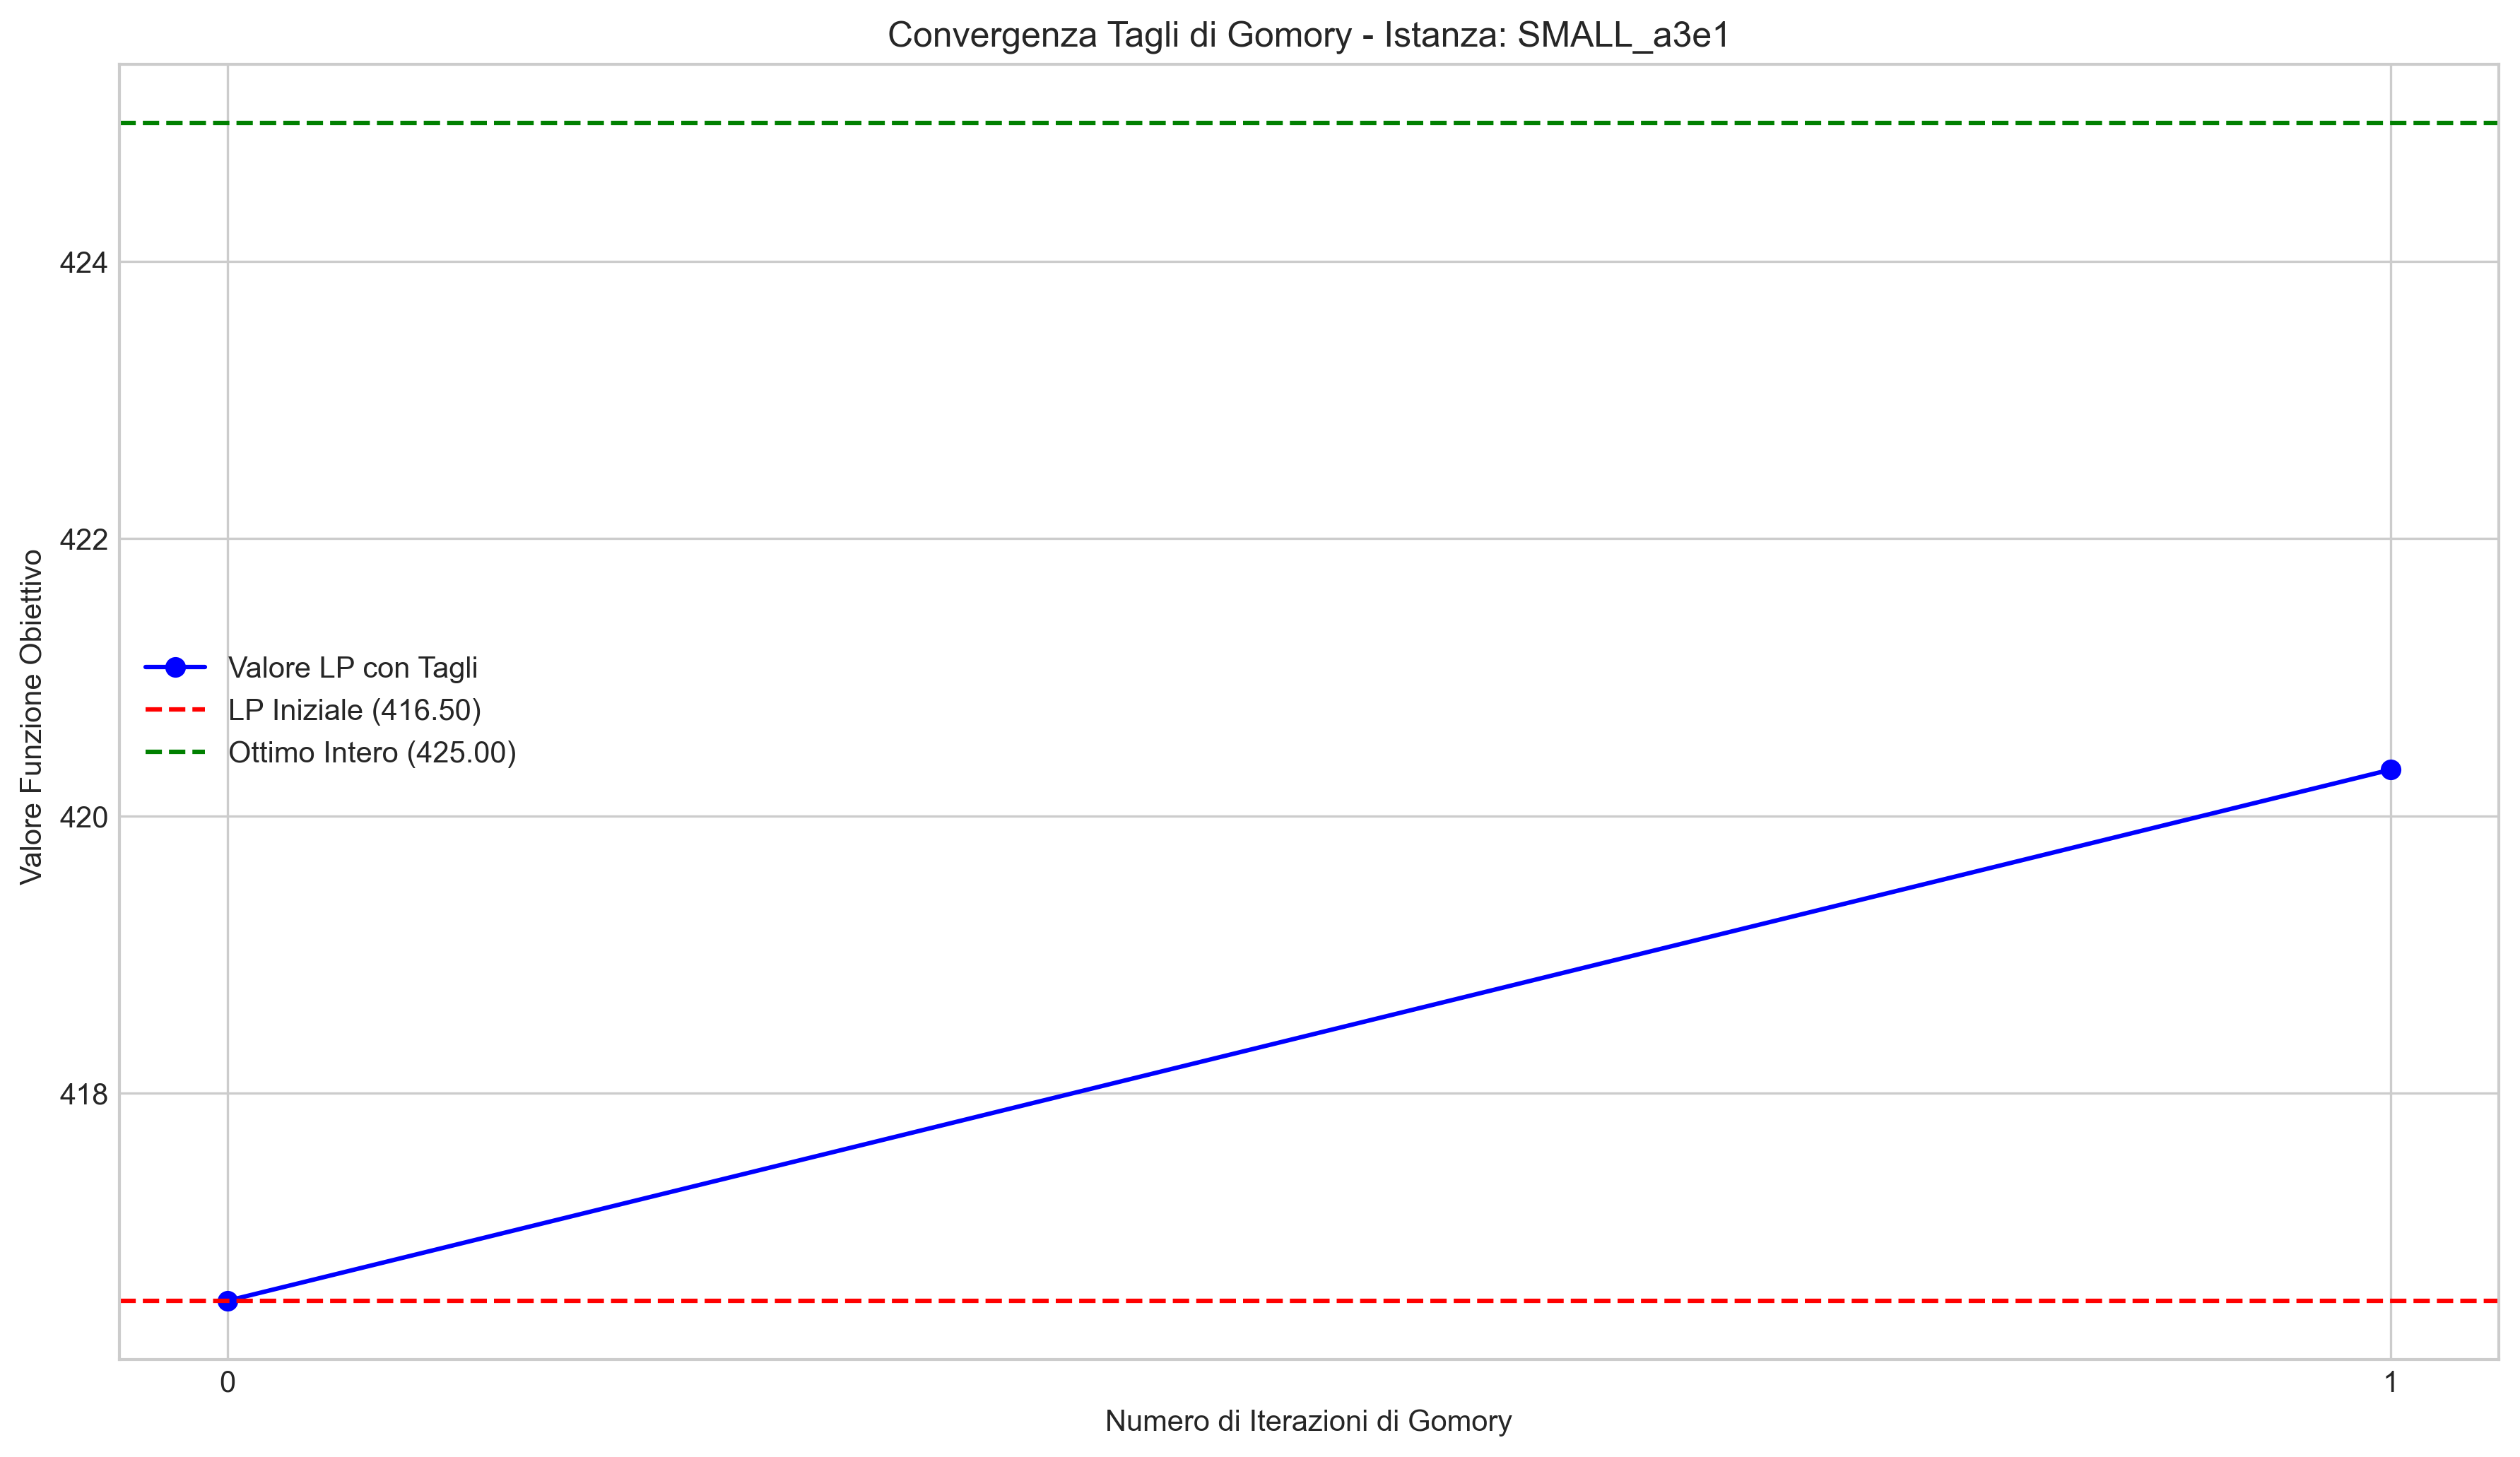 Convergenza Tagli di Gomory - Istanza: SMALL_a3e1
Valore Funzione Obiettivo
424
422
420
418
Valore LP con Tagli
LP Iniziale (416.50)
Ottimo Intero (425.00)
0
1
Numero di Iterazioni di Gomory